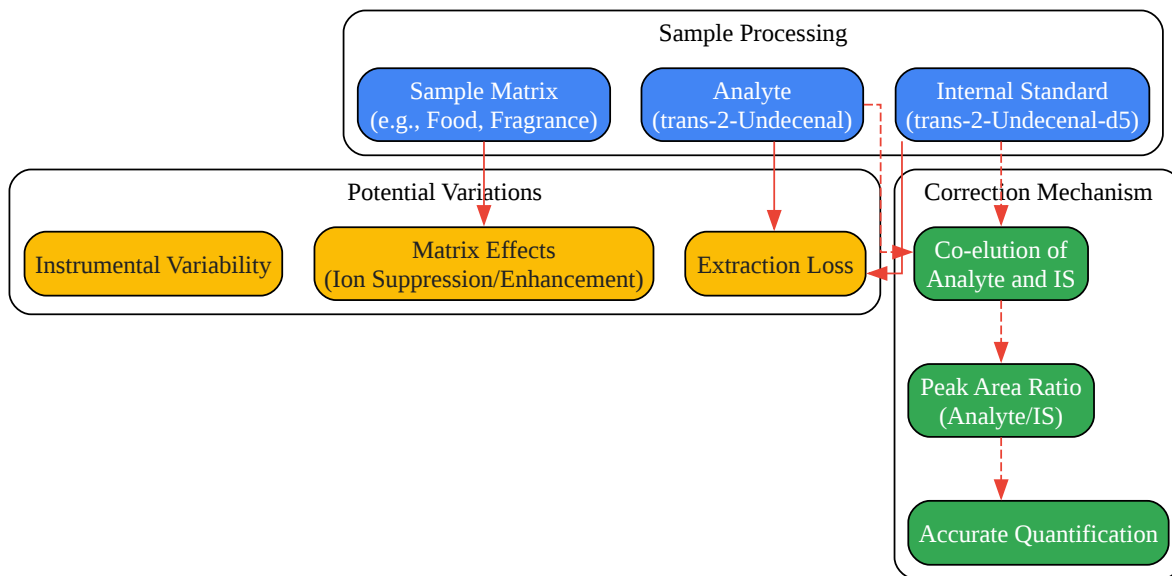 Sample Processing
Sample Matrix
(e.g., Food, Fragrance)
Analyte
(trans-2-Undecenal)
Internal Standard
(trans-2-Undecenal-d5)
Potential Variations
Instrumental Variability
Matrix Effects
(Ion Suppression/Enhancement)
Extraction Loss
Correction Mechanism
Co-elution of
Analyte and IS
Peak Area Ratio
(Analyte/IS)
Accurate Quantification